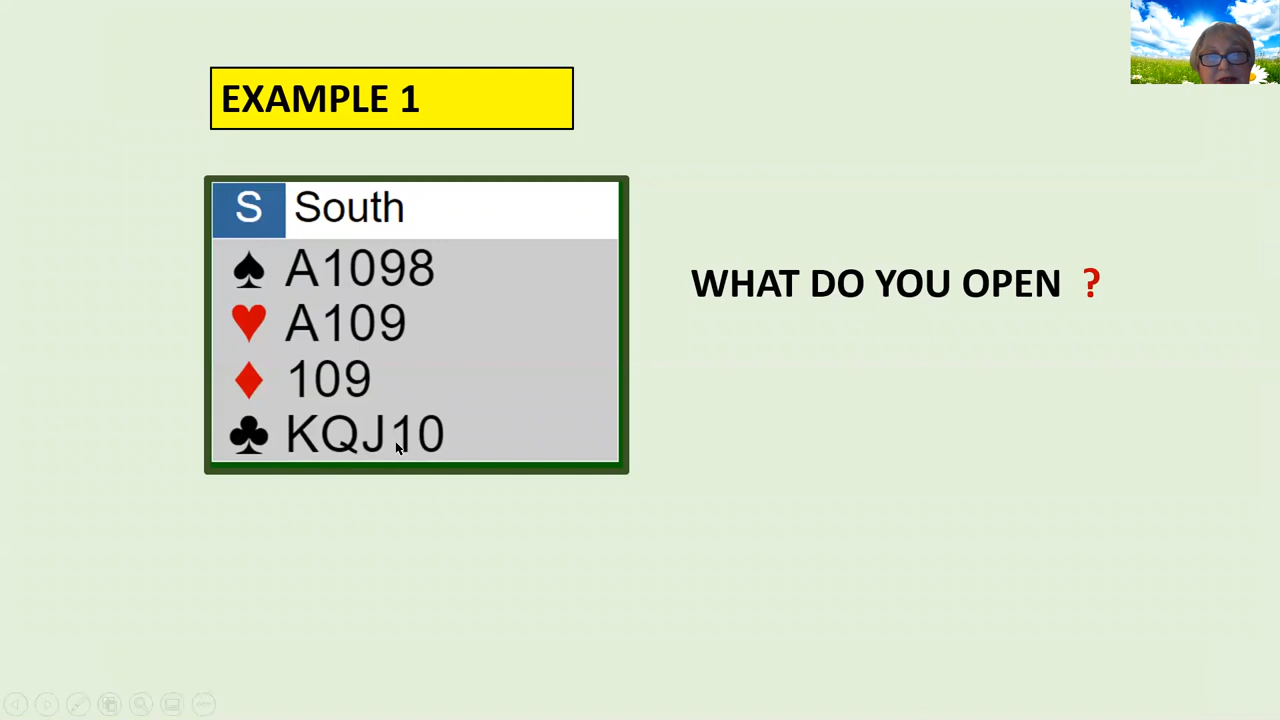 EXAMPLE 1
S South
♠ A1098
♥ A109
♦ 109
♣ KQJ10
WHAT DO YOU OPEN ?